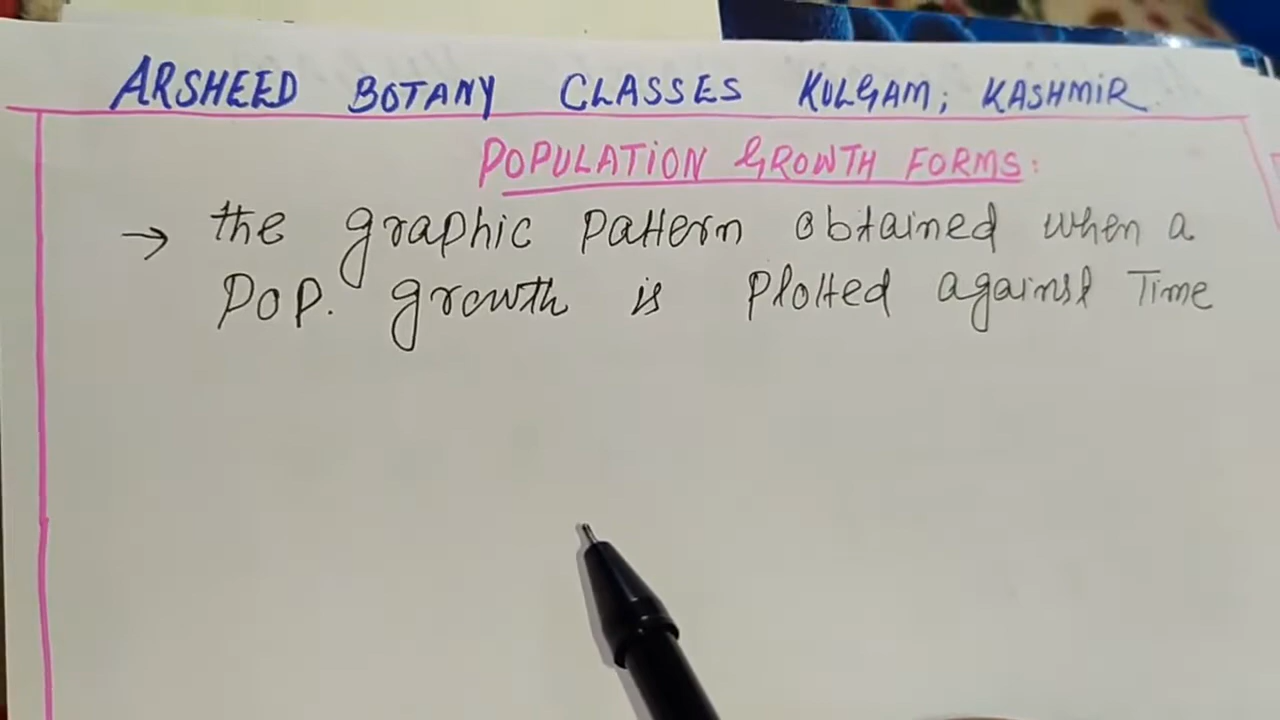 ARSHEED BOTANY CLASSES KULGAM; KASHMIR
POPULATION GROWTH FORMS:
→ the graphic pattern obtained when a
Pop. growth is plotted against Time